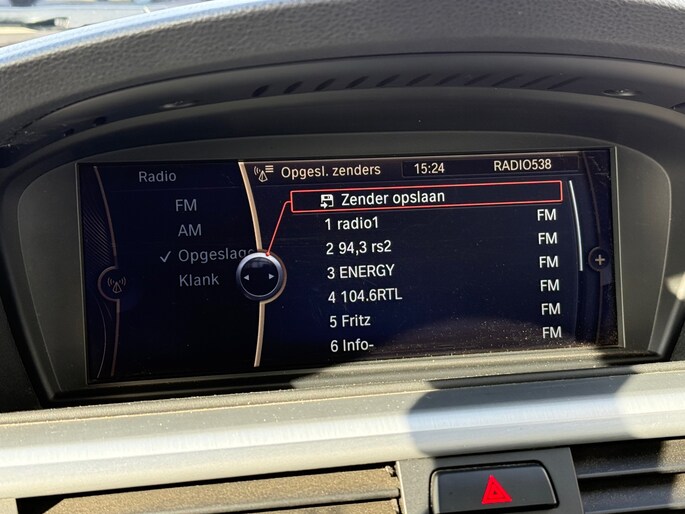 Radio
FM
AM
Opgeslage
Klank
Opgesl. zenders 15:24 RADIO538
Zender opslaan
1 radio1 FM
2 94,3 rs2 FM
3 ENERGY FM
4 104.6RTL FM
5 Fritz FM
6 Info-